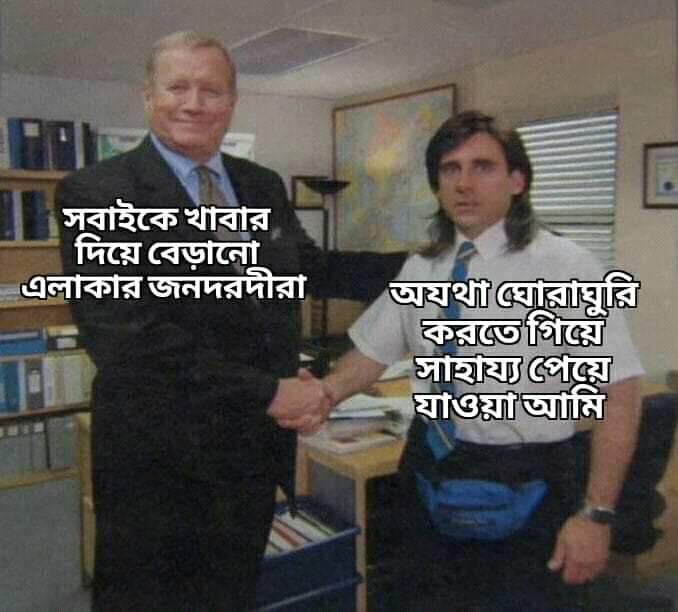 সবাইকে খাবার
দিয়ে বেড়ানো
এলাকার জনদরদীরা
অযথা ঘোরাঘুরি
করতে গিয়ে
সাহায্য পেয়ে
যাওয়া আমি